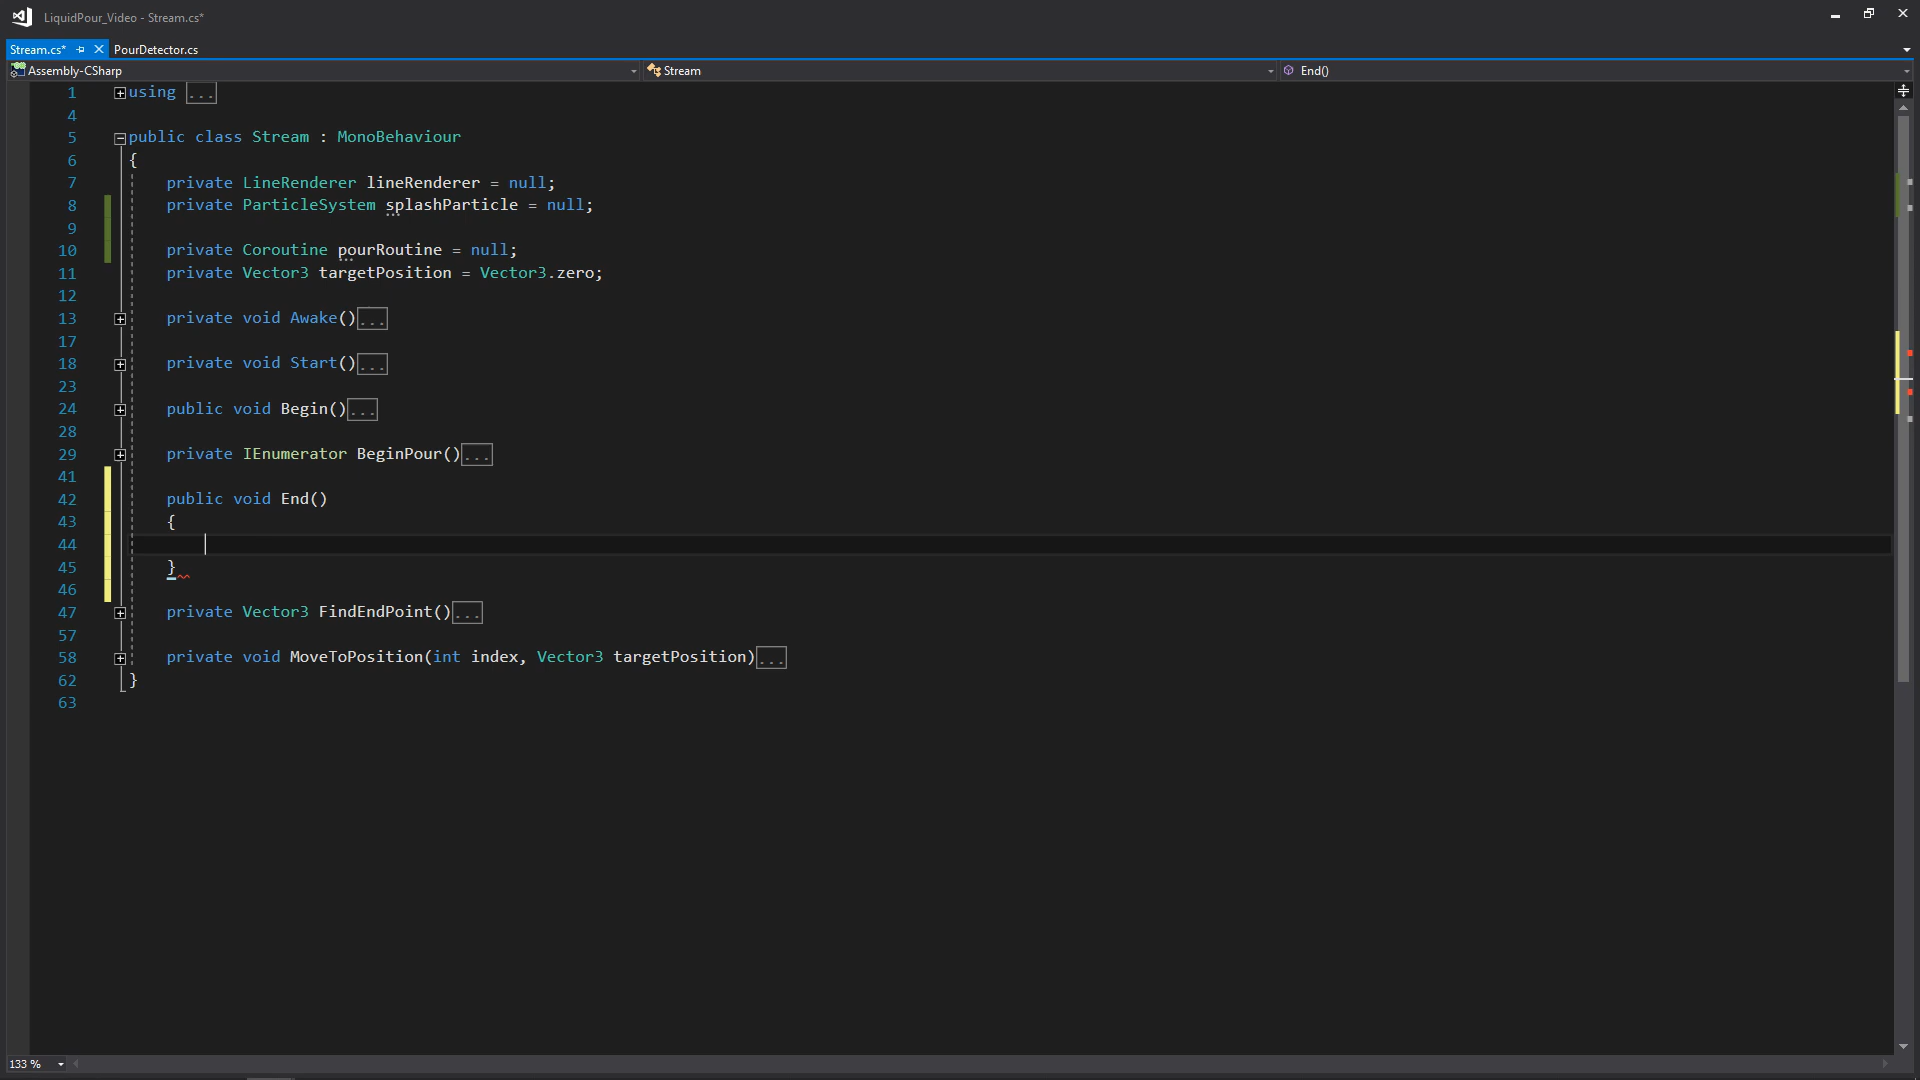 LiquidPour_Video - Stream.cs*
Stream.cs* PourDetector.cs
Assembly-CSharp Stream End()
1 using ...
4
5 public class Stream : MonoBehaviour
6 {
7 private LineRenderer lineRenderer = null;
8 private ParticleSystem splashParticle = null;
9
10 private Coroutine pourRoutine = null;
11 private Vector3 targetPosition = Vector3.zero;
12
13 private void Awake()...
17
18 private void Start()...
23
24 public void Begin()...
28
29 private IEnumerator BeginPour()...
41
42 public void End()
43 {
44
45 }
46
47 private Vector3 FindEndPoint()...
57
58 private void MoveToPosition(int index, Vector3 targetPosition)...
62 }
63
133 %